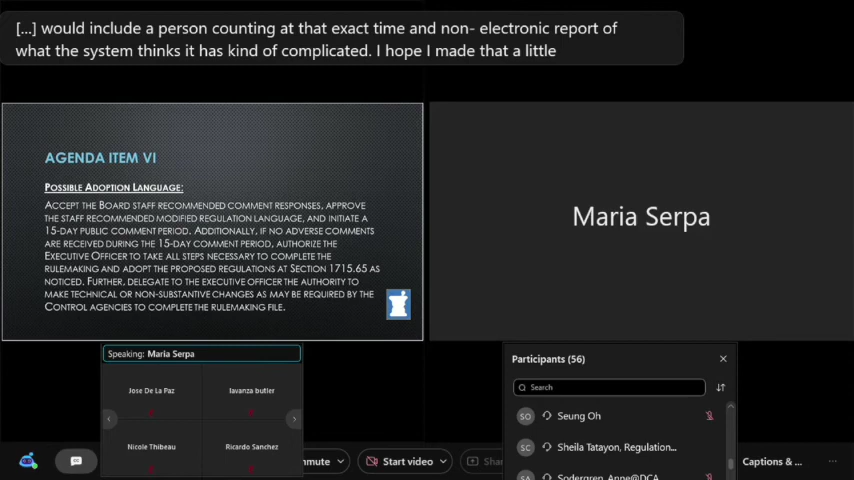 [...] would include a person counting at that exact time and non- electronic report of
what the system thinks it has kind of complicated. I hope I made that a little
AGENDA ITEM VI
POSSIBLE ADOPTION LANGUAGE:
ACCEPT THE BOARD STAFF RECOMMENDED COMMENT RESPONSES, APPROVE
THE STAFF RECOMMENDED MODIFIED REGULATION LANGUAGE, AND INITIATE A
15-DAY PUBLIC COMMENT PERIOD. ADDITIONALLY, IF NO ADVERSE COMMENTS
ARE RECEIVED DURING THE 15-DAY COMMENT PERIOD, AUTHORIZE THE
EXECUTIVE OFFICER TO TAKE ALL STEPS NECESSARY TO COMPLETE THE
RULEMAKING AND ADOPT THE PROPOSED REGULATIONS AT SECTION 1715.65 AS
NOTICED. FURTHER, DELEGATE TO THE EXECUTIVE OFFICER THE AUTHORITY TO
MAKE TECHNICAL OR NON-SUBSTANTIVE CHANGES AS MAY BE REQUIRED BY THE
CONTROL AGENCIES TO COMPLETE THE RULEMAKING FILE.
Maria Serpa
Speaking: Maria Serpa
Jose De La Paz
lavanza butler
Nicole Thibeau
Ricardo Sanchez
Participants (56)
Search
SO Seung Oh
SC Sheila Tatayon, Regulation...
SA Sodergren, Anne@DCA
mute
Start video
Shar
Captions & ...